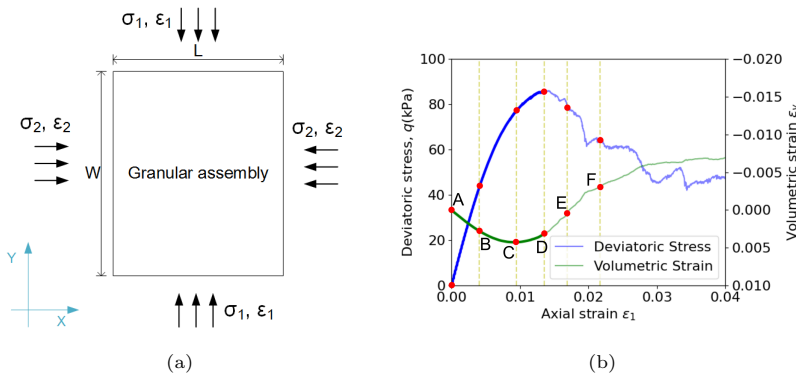 σ1, ε1
L
σ2, ε2
σ2, ε2
W
Granular assembly
Y
X
σ1, ε1
(a)
100
80
60
40
20
0
Deviatoric stress, q(kPa)
−0.020
−0.015
−0.010
−0.005
0.000
0.005
0.010
Volumetric strain εv
A
B
C
D
E
F
Deviatoric Stress
Volumetric Strain
0.00 0.01 0.02 0.03 0.04
Axial strain ε1
(b)